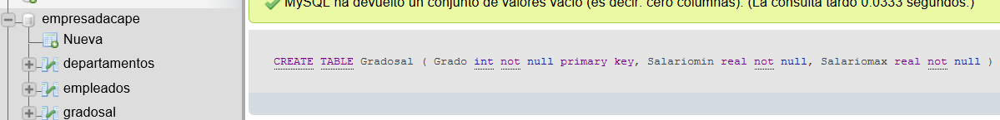 empresadacape
Nueva
departamentos
empleados
gradosal
MySQL ha devuelto un conjunto de valores vacío (es decir: cero columnas). (La consulta tardó 0.0333 segundos.)
CREATE TABLE Gradosal ( Grado int not null primary key, Salariomin real not null, Salariomax real not null )